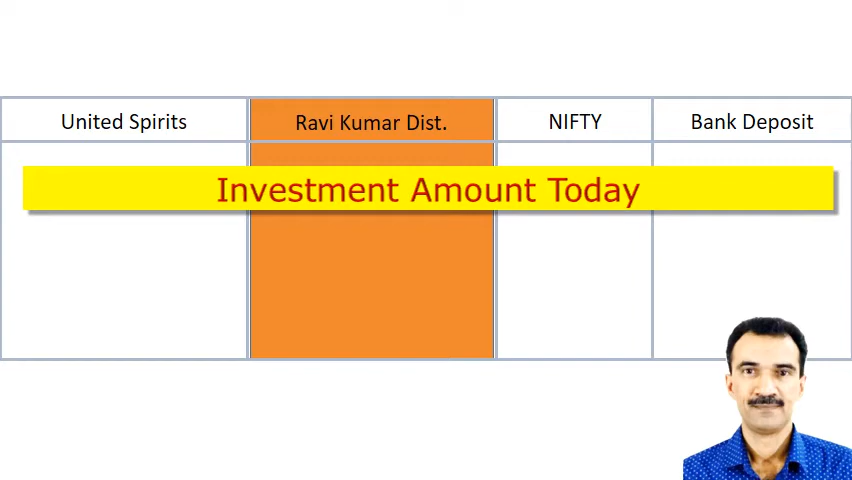 United Spirits Ravi Kumar Dist. NIFTY Bank Deposit
Investment Amount Today